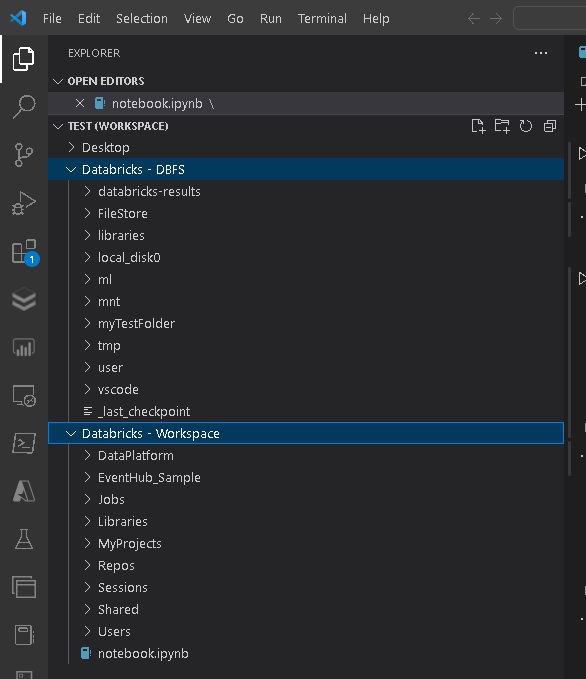 File Edit Selection View Go Run Terminal Help
EXPLORER
OPEN EDITORS
notebook.ipynb \
TEST (WORKSPACE)
Desktop
Databricks - DBFS
databricks-results
FileStore
libraries
local_disk0
ml
mnt
myTestFolder
tmp
user
vscode
_last_checkpoint
Databricks - Workspace
DataPlatform
EventHub_Sample
Jobs
Libraries
MyProjects
Repos
Sessions
Shared
Users
notebook.ipynb
1